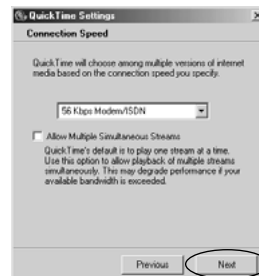 QuickTime Settings
Connection Speed
QuickTime will choose among multiple versions of internet
media based on the connection speed you specify.
56 Kbps Modem/ISDN
Allow Multiple Simultaneous Streams
QuickTime's default is to play one stream at a time.
Use this option to allow playback of multiple streams
simultaneously. This may degrade performance if your
available bandwidth is exceeded.
Previous
Next